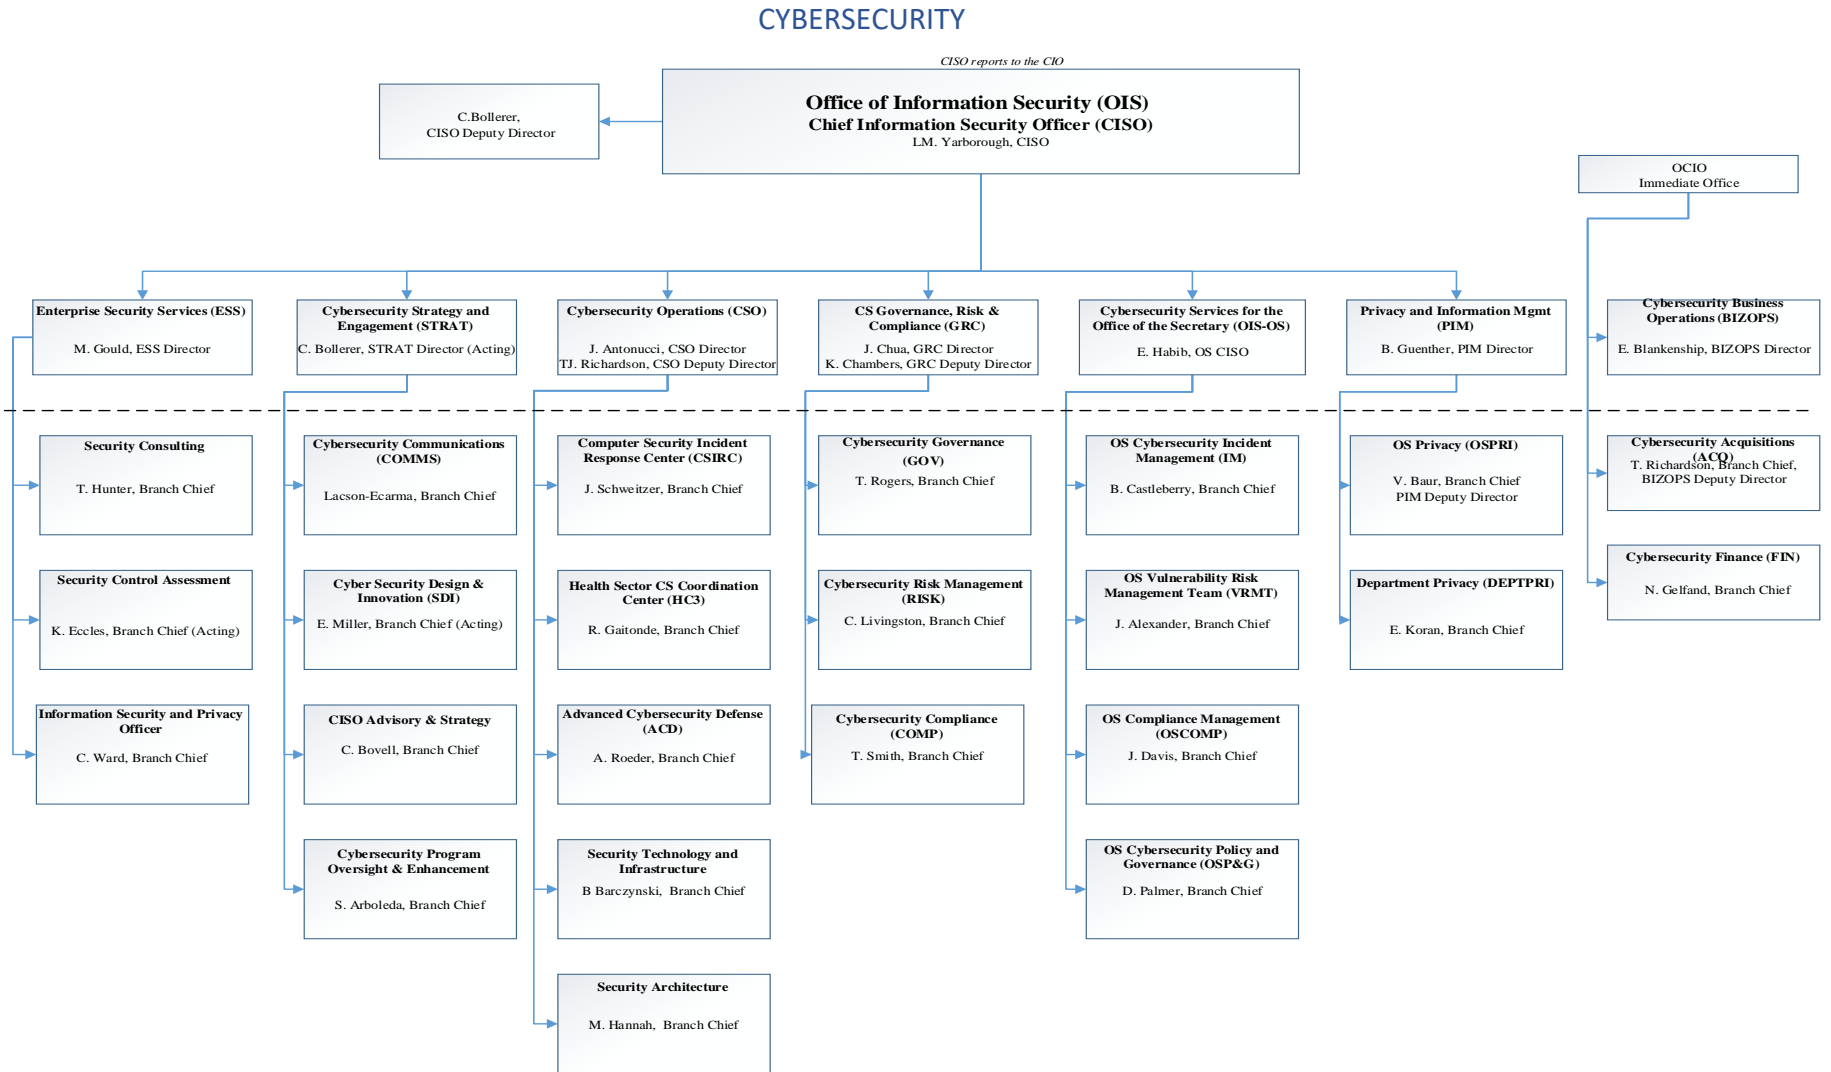 CYBERSECURITY
CISO reports to the CIO
Office of Information Security (OIS)
Chief Information Security Officer (CISO)
LM. Yarborough, CISO
C.Bollerer,
CISO Deputy Director
OCIO
Immediate Office
Enterprise Security Services (ESS)
M. Gould, ESS Director
Cybersecurity Strategy and
Engagement (STRAT)
C. Bollerer, STRAT Director (Acting)
Cybersecurity Operations (CSO)
J. Antonucci, CSO Director
TJ. Richardson, CSO Deputy Director
CS Governance, Risk &
Compliance (GRC)
J. Chua, GRC Director
K. Chambers, GRC Deputy Director
Cybersecurity Services for the
Office of the Secretary (OIS-OS)
E. Habib, OS CISO
Privacy and Information Mgmt
(PIM)
B. Guenther, PIM Director
Cybersecurity Business
Operations (BIZOPS)
E. Blankenship, BIZOPS Director
Security Consulting
T. Hunter, Branch Chief
Cybersecurity Communications
(COMMS)
Lacson-Ecarma, Branch Chief
Computer Security Incident
Response Center (CSIRC)
J. Schweitzer, Branch Chief
Cybersecurity Governance
(GOV)
T. Rogers, Branch Chief
OS Cybersecurity Incident
Management (IM)
B. Castleberry, Branch Chief
OS Privacy (OSPRI)
V. Baur, Branch Chief
PIM Deputy Director
Cybersecurity Acquisitions
(ACQ)
T. Richardson, Branch Chief,
BIZOPS Deputy Director
Security Control Assessment
K. Eccles, Branch Chief (Acting)
Cyber Security Design &
Innovation (SDI)
E. Miller, Branch Chief (Acting)
Health Sector CS Coordination
Center (HC3)
R. Gaitonde, Branch Chief
Cybersecurity Risk Management
(RISK)
C. Livingston, Branch Chief
OS Vulnerability Risk
Management Team (VRMT)
J. Alexander, Branch Chief
Department Privacy (DEPTPRI)
E. Koran, Branch Chief
Cybersecurity Finance (FIN)
N. Gelfand, Branch Chief
Information Security and Privacy
Officer
C. Ward, Branch Chief
CISO Advisory & Strategy
C. Bovell, Branch Chief
Advanced Cybersecurity Defense
(ACD)
A. Roeder, Branch Chief
Cybersecurity Compliance
(COMP)
T. Smith, Branch Chief
OS Compliance Management
(OSCOMP)
J. Davis, Branch Chief
Cybersecurity Program
Oversight & Enhancement
S. Arboleda, Branch Chief
Security Technology and
Infrastructure
B Barczynski, Branch Chief
OS Cybersecurity Policy and
Governance (OSP&G)
D. Palmer, Branch Chief
Security Architecture
M. Hannah, Branch Chief